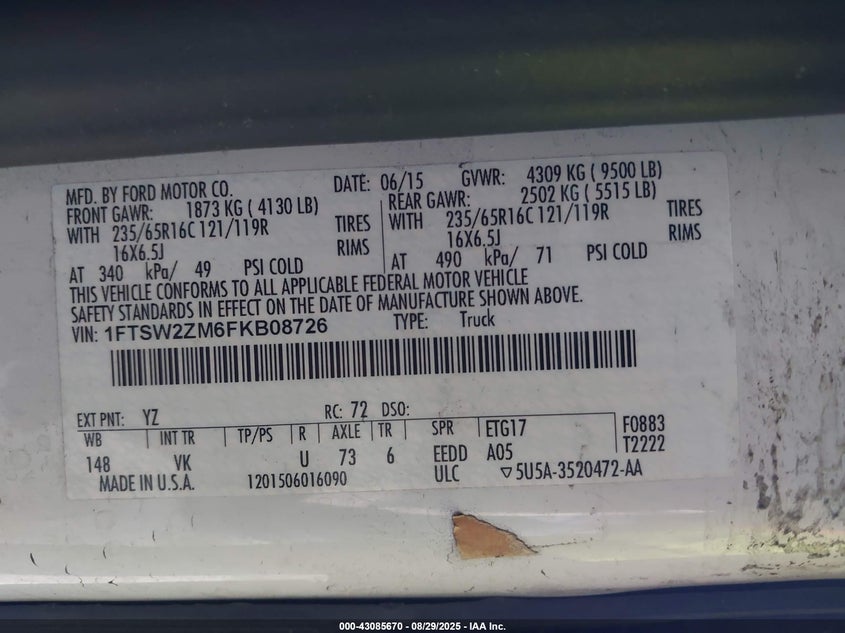 MFD. BY FORD MOTOR CO. DATE: 06/15 GVWR: 4309 KG ( 9500 LB)
FRONT GAWR: 1873 KG ( 4130 LB) REAR GAWR: 2502 KG ( 5515 LB)
WITH 235/65R16C 121/119R TIRES WITH 235/65R16C 121/119R TIRES
16X6.5J RIMS 16X6.5J RIMS
AT 340 kPa/ 49 PSI COLD AT 490 kPa/ 71 PSI COLD
THIS VEHICLE CONFORMS TO ALL APPLICABLE FEDERAL MOTOR VEHICLE
SAFETY STANDARDS IN EFFECT ON THE DATE OF MANUFACTURE SHOWN ABOVE.
VIN: 1FTSW2ZM6FKB08726 TYPE: Truck
EXT PNT: YZ RC: 72 DSO:
WB INT TR TP/PS R AXLE TR SPR ETG17 F0883
148 VK U 73 6 EEDD A05 T2222
MADE IN U.S.A. 1201506016090 ULC ▽5U5A-3520472-AA
000-43085670 - 08/29/2025 - IAA Inc.